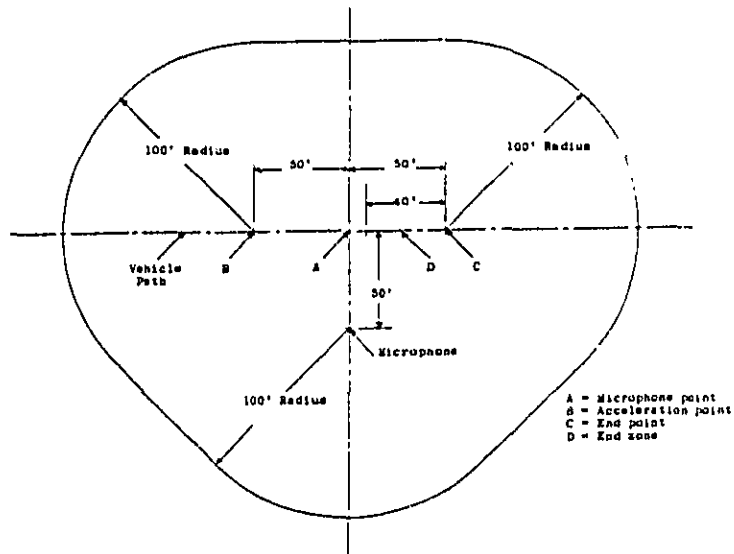 100' Radius
50'
50'
100' Radius
40'
Vehicle
Path
B
A
D
C
50'
Microphone
100' Radius
A = Microphone point
B = Acceleration point
C = End point
D = End zone